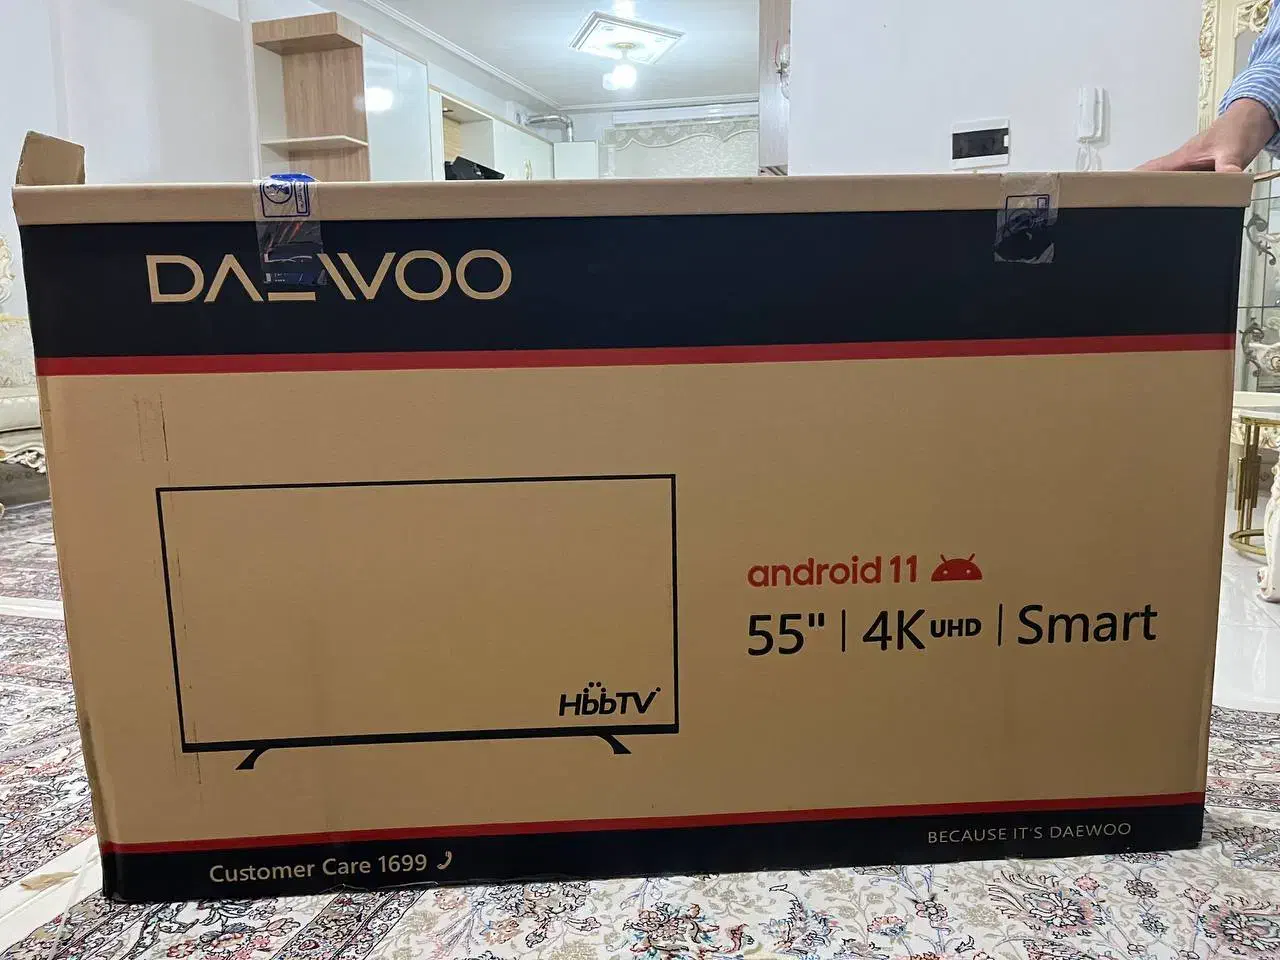 DAEWOO
android 11
55" | 4K UHD | Smart
HbbTV
BECAUSE IT'S DAEWOO
Customer Care 1699